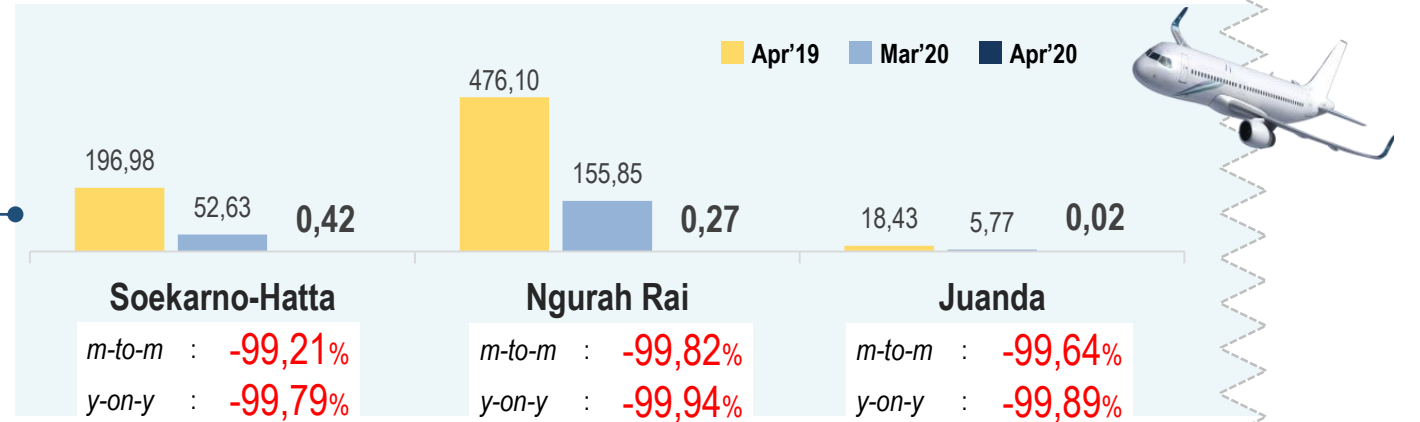 Apr'19 Mar'20 Apr'20
196,98 52,63 0,42
476,10 155,85 0,27
18,43 5,77 0,02
Soekarno-Hatta
m-to-m : -99,21%
y-on-y : -99,79%
Ngurah Rai
m-to-m : -99,82%
y-on-y : -99,94%
Juanda
m-to-m : -99,64%
y-on-y : -99,89%